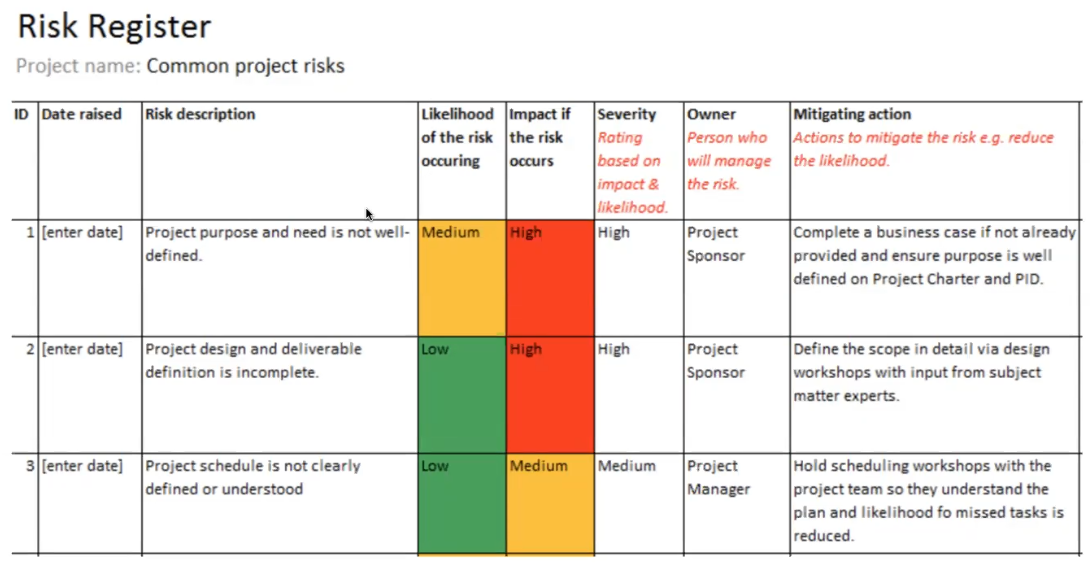 Risk Register
Project name: Common project risks
ID
Date raised
Risk description
Likelihood
of the risk
occuring
Impact if
the risk
occurs
Severity
Rating
based on
impact &
likelihood.
Owner
Person who
will manage
the risk.
Mitigating action
Actions to mitigate the risk e.g. reduce
the likelihood.
1
[enter date]
Project purpose and need is not well-
defined.
Medium
High
High
Project
Sponsor
Complete a business case if not already
provided and ensure purpose is well
defined on Project Charter and PID.
2
[enter date]
Project design and deliverable
definition is incomplete.
Low
High
High
Project
Sponsor
Define the scope in detail via design
workshops with input from subject
matter experts.
3
[enter date]
Project schedule is not clearly
defined or understood
Low
Medium
Medium
Project
Manager
Hold scheduling workshops with the
project team so they understand the
plan and likelihood fo missed tasks is
reduced.